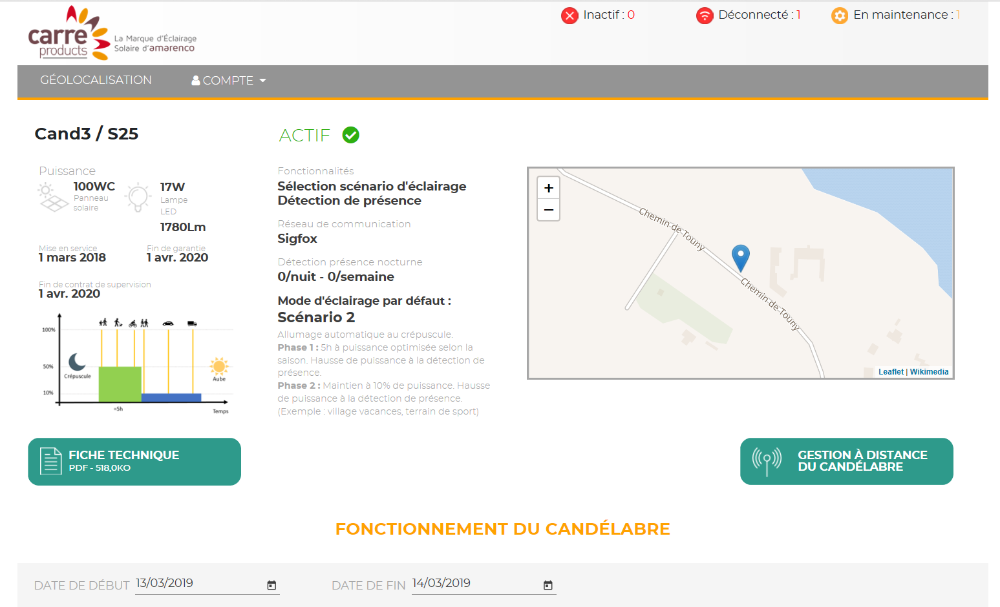 carre
products
La Marque d'Éclairage
Solaire d'amarenco
Inactif : 0
Déconnecté : 1
En maintenance : 1
GÉOLOCALISATION
COMPTE
Cand3 / S25
ACTIF
Puissance
100WC
Panneau
solaire
17W
Lampe
LED
1780Lm
Mise en service
1 mars 2018
Fin de garantie
1 avr. 2020
Fin de contrat de supervision
1 avr. 2020
100%
50%
10%
Crépuscule
Aube
≈5h
Temps
Fonctionnalités
Sélection scénario d'éclairage
Détection de présence
Réseau de communication
Sigfox
Détection présence nocturne
0/nuit - 0/semaine
Mode d'éclairage par défaut :
Scénario 2
Allumage automatique au crépuscule.
Phase 1 : 5h à puissance optimisée selon la
saison. Hausse de puissance à la détection de
présence.
Phase 2 : Maintien à 10% de puissance. Hausse
de puissance à la détection de présence.
(Exemple : village vacances, terrain de sport)
+
−
Chemin de Touny
Chemin de Touny
Leaflet | Wikimedia
FICHE TECHNIQUE
PDF - 518,0KO
GESTION À DISTANCE
DU CANDÉLABRE
FONCTIONNEMENT DU CANDÉLABRE
DATE DE DÉBUT 13/03/2019
DATE DE FIN 14/03/2019